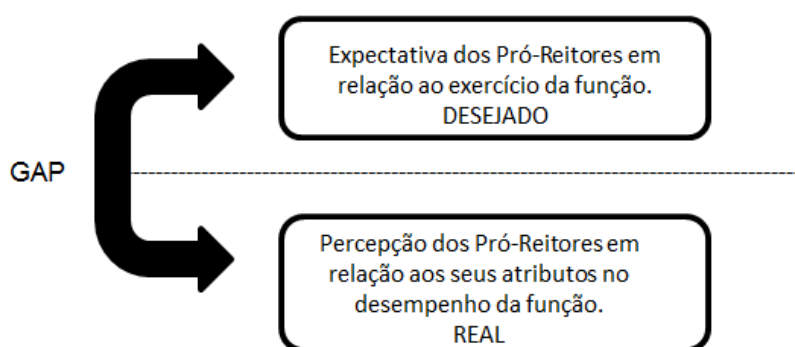 Expectativa dos Pró-Reitores em
relação ao exercício da função.
DESEJADO
GAP
Percepção dos Pró-Reitores em
relação aos seus atributos no
desempenho da função.
REAL